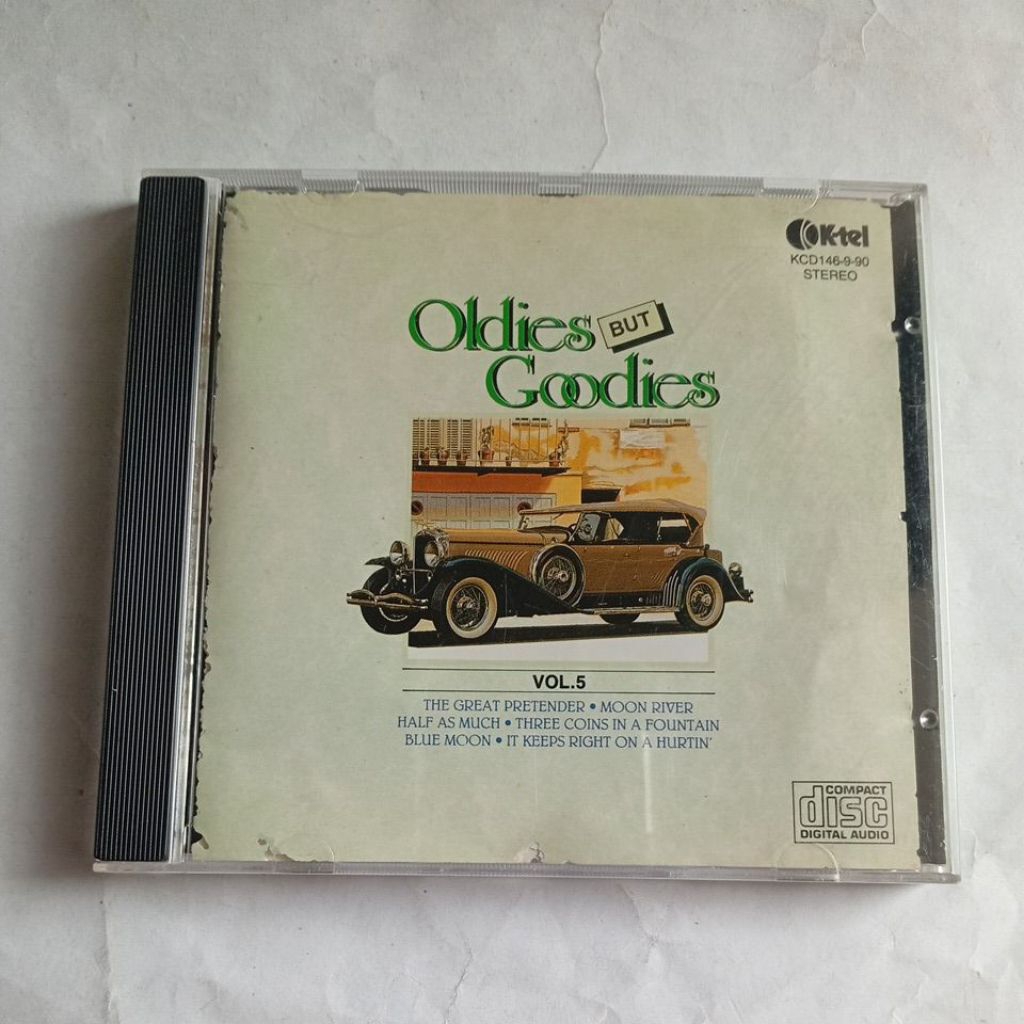 K-tel
KCD146-9-90
STEREO
Oldies BUT
Goodies
VOL.5
THE GREAT PRETENDER • MOON RIVER
HALF AS MUCH • THREE COINS IN A FOUNTAIN
BLUE MOON • IT KEEPS RIGHT ON A HURTIN'
COMPACT
disc
DIGITAL AUDIO